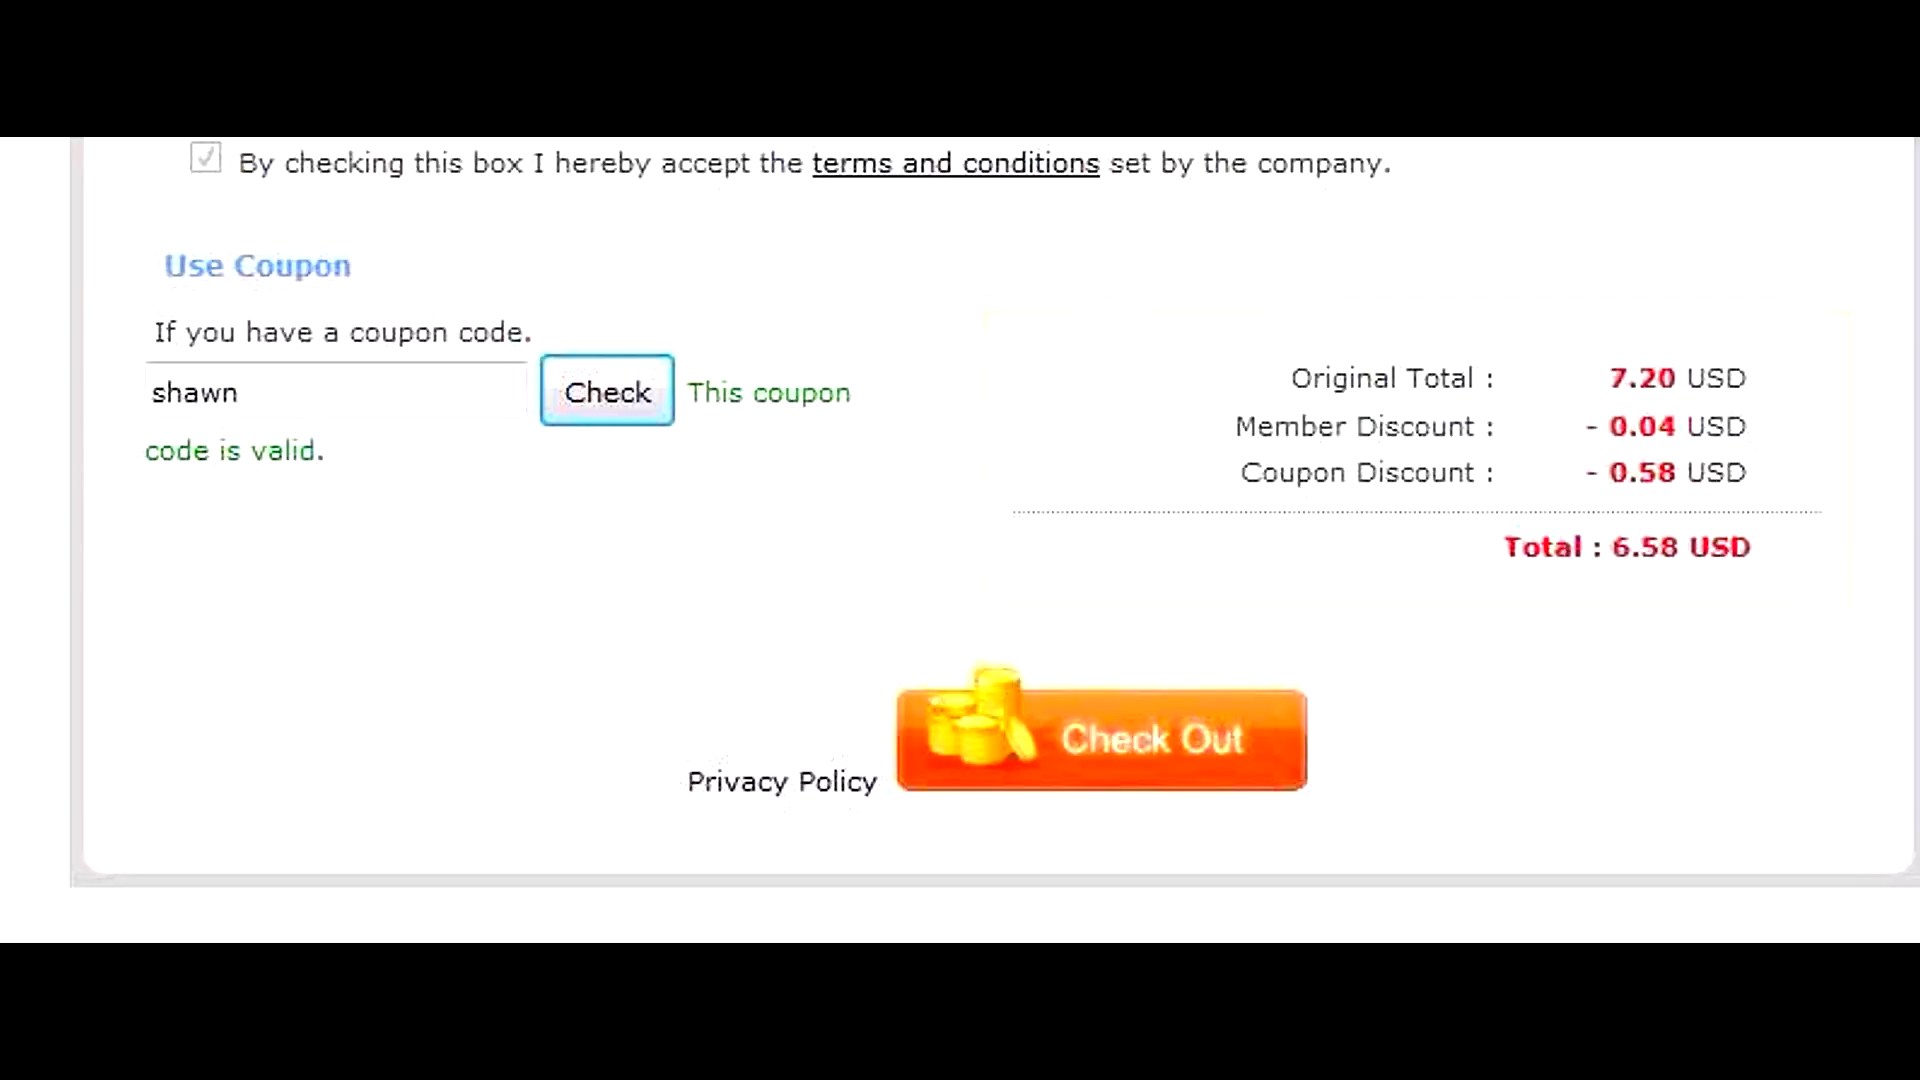 By checking this box I hereby accept the terms and conditions set by the company.
Use Coupon
If you have a coupon code.
shawn Check This coupon
code is valid.
Original Total : 7.20 USD
Member Discount : - 0.04 USD
Coupon Discount : - 0.58 USD
Total : 6.58 USD
Privacy Policy Check Out